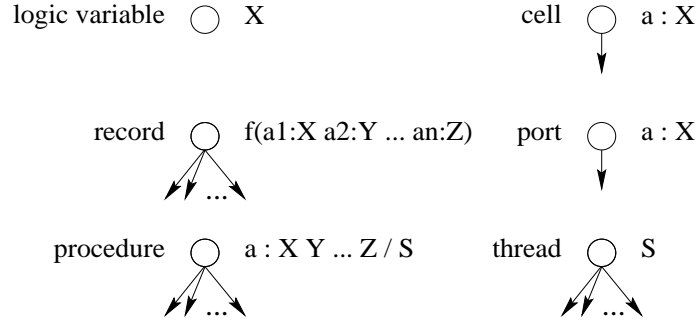 logic variable X cell a : X
record f(a1:X a2:Y ... an:Z) port a : X
...
procedure a : X Y ... Z / S thread S
... ...